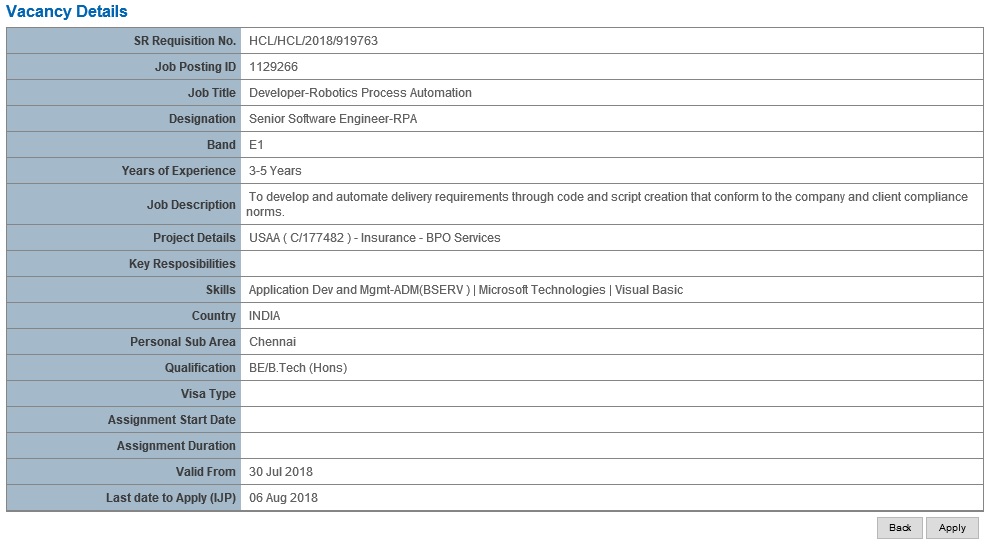 Vacancy Details
SR Requisition No. HCL/HCL/2018/919763
Job Posting ID 1129266
Job Title Developer-Robotics Process Automation
Designation Senior Software Engineer-RPA
Band E1
Years of Experience 3-5 Years
Job Description To develop and automate delivery requirements through code and script creation that conform to the company and client compliance
norms.
Project Details USAA ( C/177482 ) - Insurance - BPO Services
Key Resposibilities
Skills Application Dev and Mgmt-ADM(BSERV ) | Microsoft Technologies | Visual Basic
Country INDIA
Personal Sub Area Chennai
Qualification BE/B.Tech (Hons)
Visa Type
Assignment Start Date
Assignment Duration
Valid From 30 Jul 2018
Last date to Apply (IJP) 06 Aug 2018
Back Apply